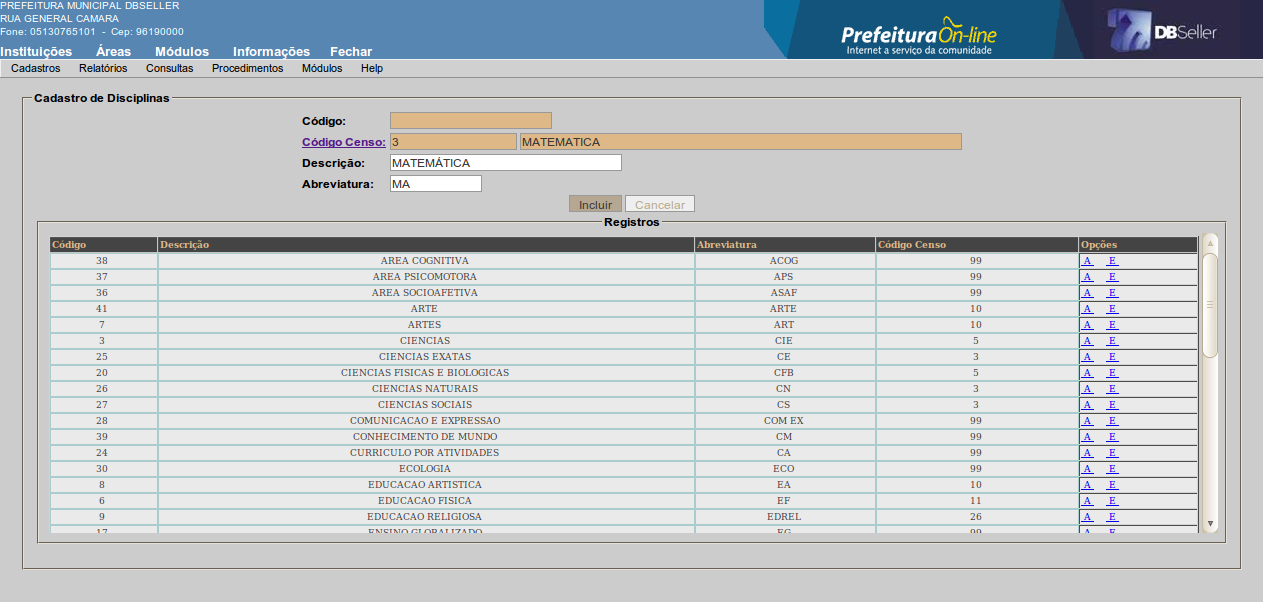 PREFEITURA MUNICIPAL DBSELLER
RUA GENERAL CAMARA
Fone: 05130765101 - Cep: 96190000
Prefeitura On-line
Internet a serviço da comunidade
DBSeller
Instituições Áreas Módulos Informações Fechar
Cadastros Relatórios Consultas Procedimentos Módulos Help
Cadastro de Disciplinas
Código:
Código Censo: 3 MATEMATICA
Descrição: MATEMÁTICA
Abreviatura: MA
Incluir Cancelar
Registros
Código Descrição Abreviatura Código Censo Opções
38 AREA COGNITIVA ACOG 99 A E
37 AREA PSICOMOTORA APS 99 A E
36 AREA SOCIOAFETIVA ASAF 99 A E
41 ARTE ARTE 10 A E
7 ARTES ART 10 A E
3 CIENCIAS CIE 5 A E
25 CIENCIAS EXATAS CE 3 A E
20 CIENCIAS FISICAS E BIOLOGICAS CFB 5 A E
26 CIENCIAS NATURAIS CN 3 A E
27 CIENCIAS SOCIAIS CS 3 A E
28 COMUNICACAO E EXPRESSAO COM EX 99 A E
39 CONHECIMENTO DE MUNDO CM 99 A E
24 CURRICULO POR ATIVIDADES CA 99 A E
30 ECOLOGIA ECO 99 A E
8 EDUCACAO ARTISTICA EA 10 A E
6 EDUCACAO FISICA EF 11 A E
9 EDUCACAO RELIGIOSA EDREL 26 A E
17 ENSINO GLOBALIZADO EG 99 A E